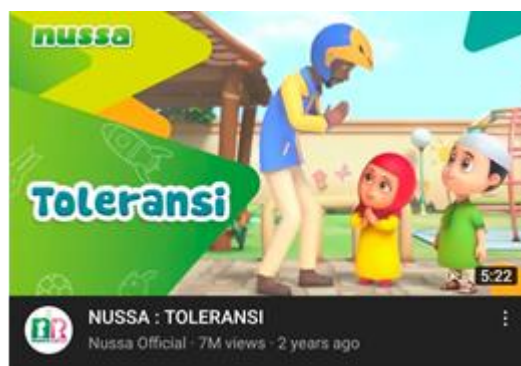 nussa
Toleransi
5:22
NUSSA : TOLERANSI
Nussa Official · 7M views · 2 years ago